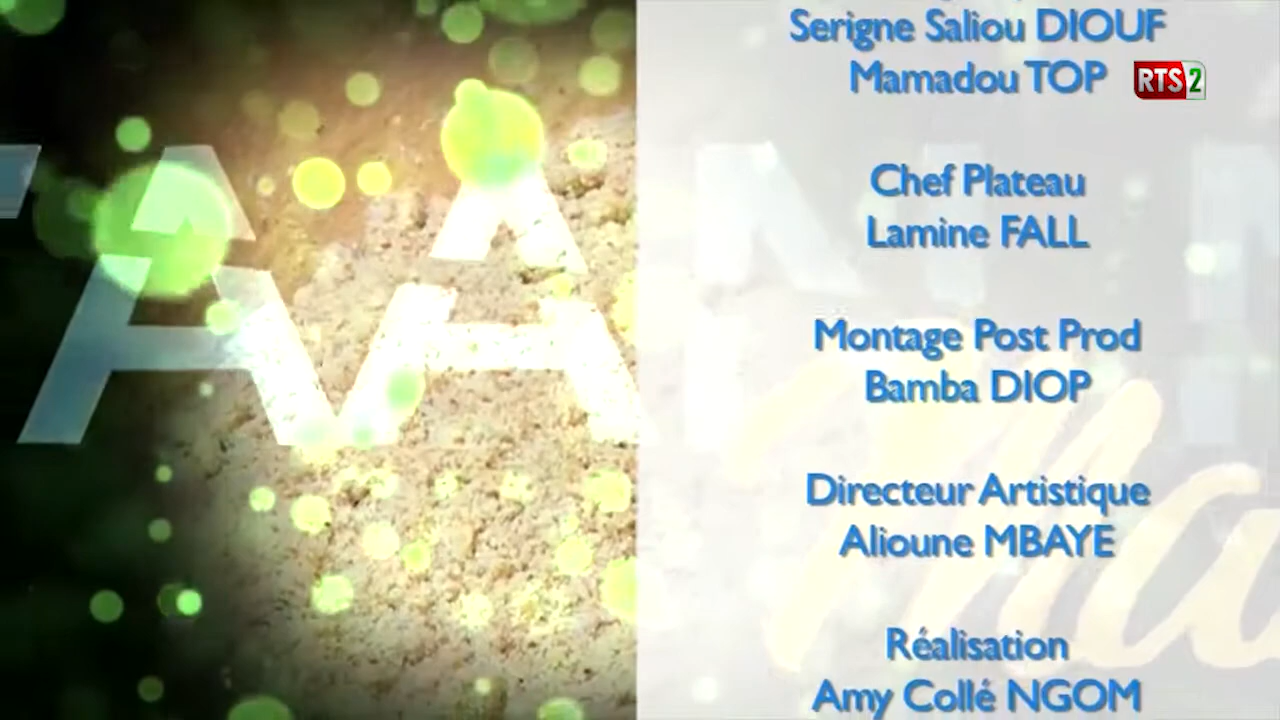 Serigne Saliou DIOUF
Mamadou TOP
RTS2
Chef Plateau
Lamine FALL
Montage Post Prod
Bamba DIOP
Directeur Artistique
Alioune MBAYE
Réalisation
Amy Collé NGOM